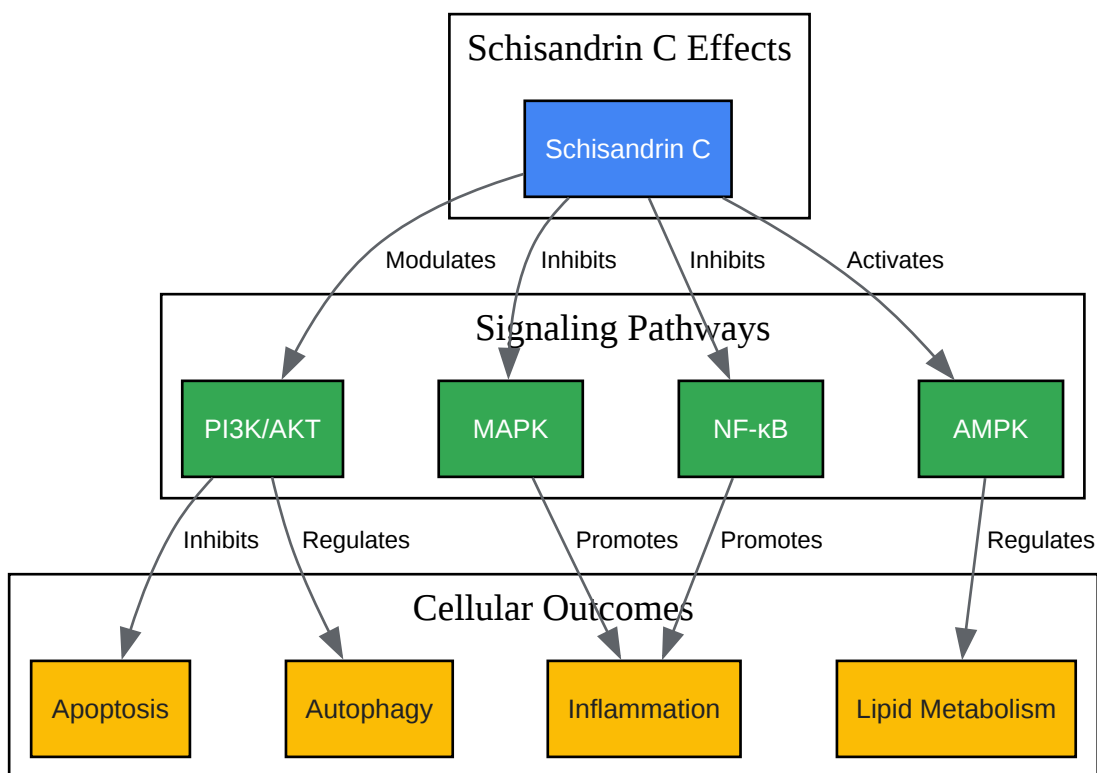 Schisandrin C Effects
Schisandrin C
Modulates
Inhibits
Inhibits
Activates
Signaling Pathways
PI3K/AKT
MAPK
NF-κB
AMPK
Inhibits
Regulates
Promotes
Promotes
Regulates
Cellular Outcomes
Apoptosis
Autophagy
Inflammation
Lipid Metabolism